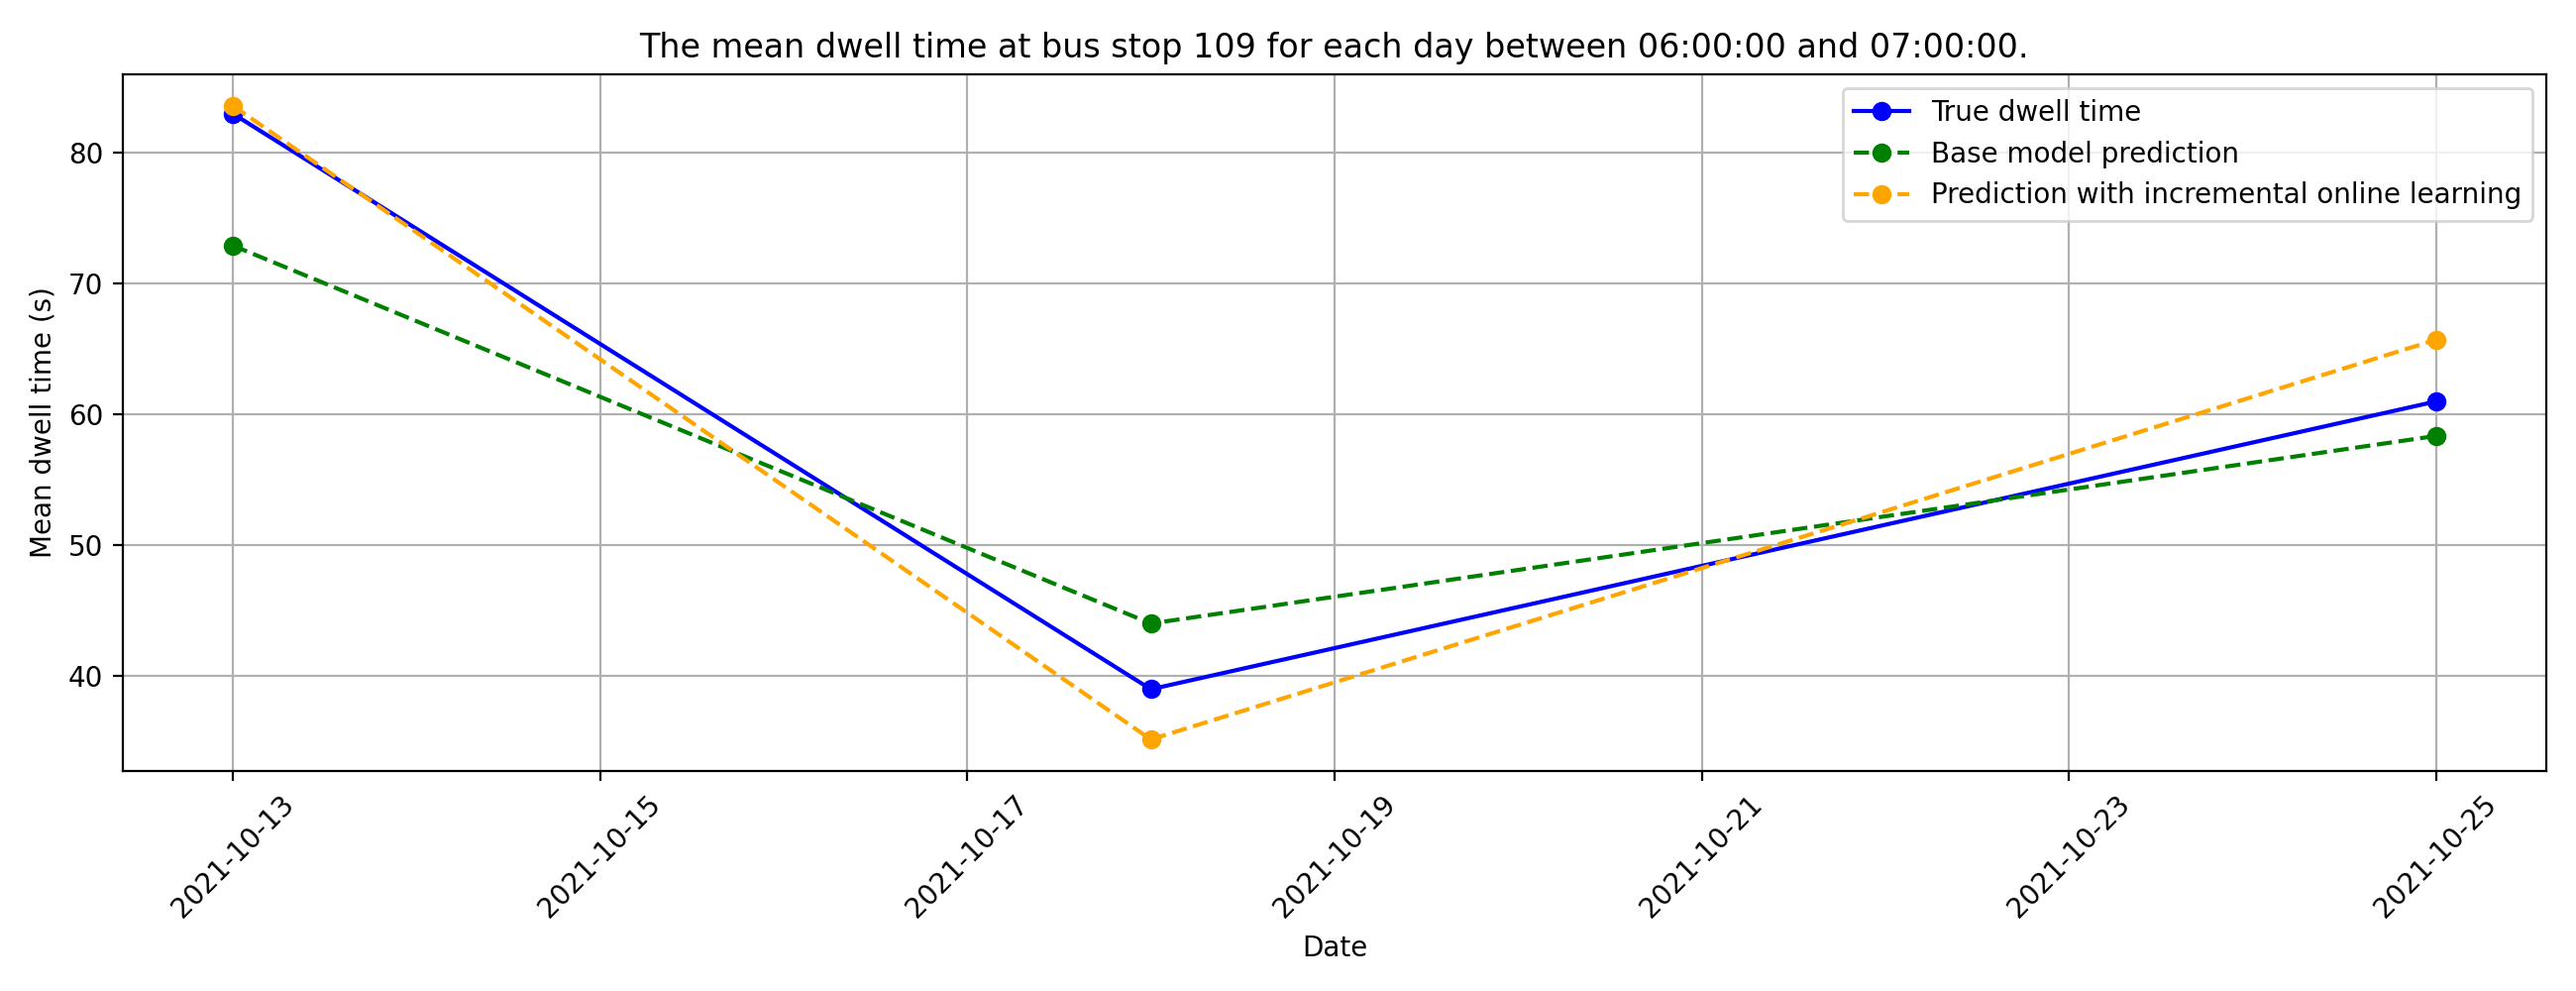 The mean dwell time at bus stop 109 for each day between 06:00:00 and 07:00:00.
True dwell time
Base model prediction
Prediction with incremental online learning
Mean dwell time (s)
80
70
60
50
40
2021-10-13
2021-10-15
2021-10-17
2021-10-19
2021-10-21
2021-10-23
2021-10-25
Date